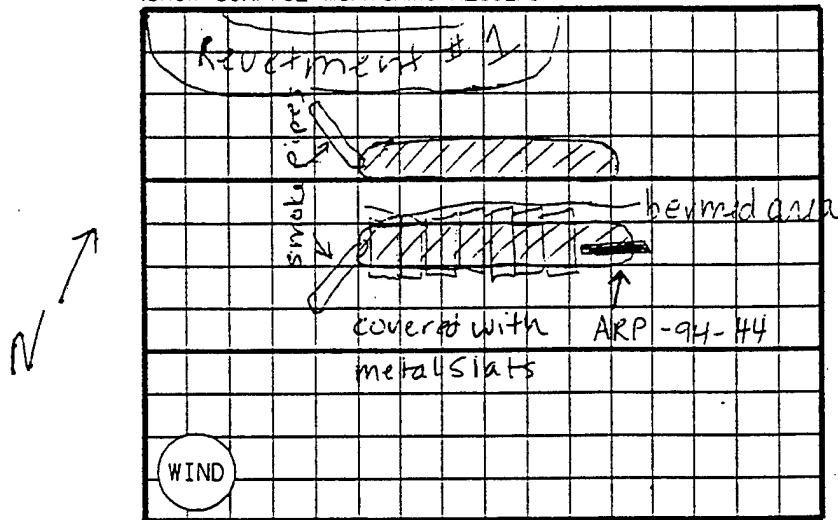 Revetment # 1
smoke pipes
bermed area
N
covered with
metal slats
ARP-94-44
WIND